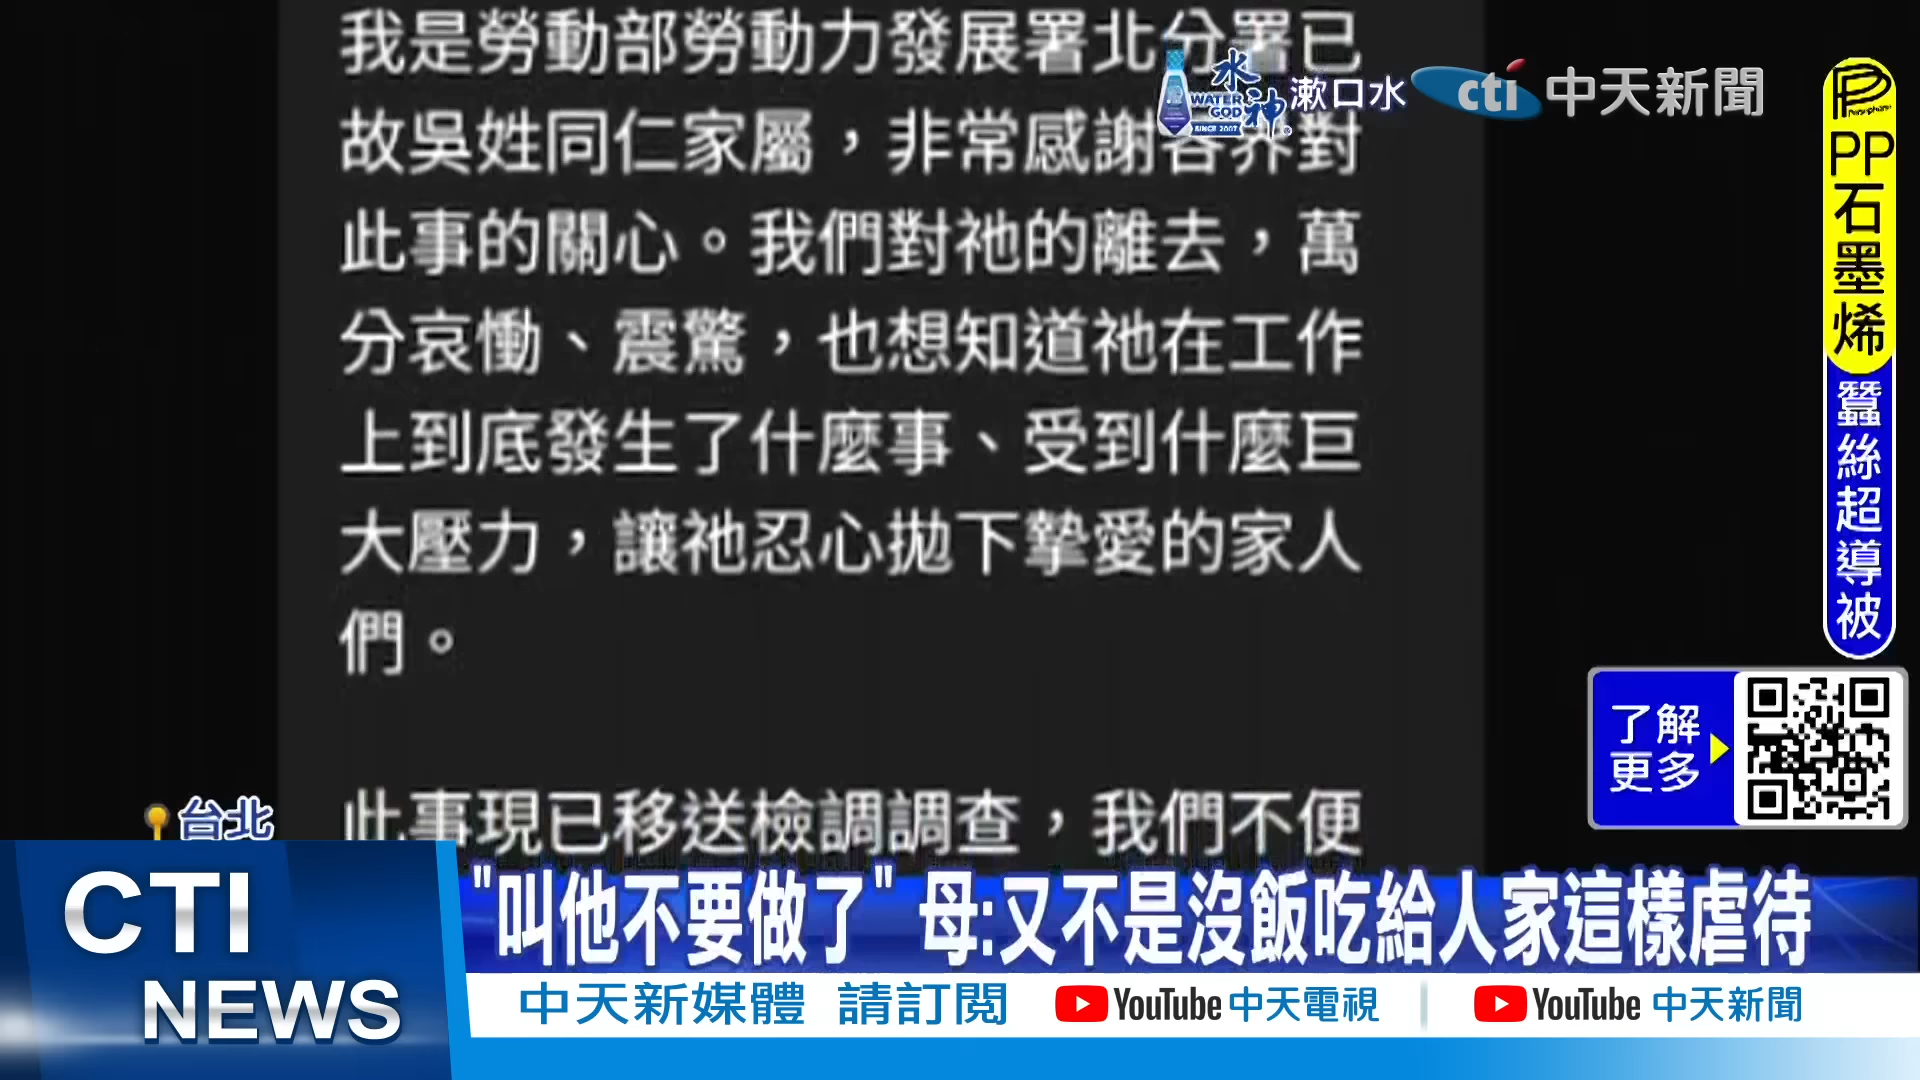 我是勞動部勞動力發展署北分署已
故吳姓同仁家屬，非常感謝各界對
此事的關心。我們對祂的離去，萬
分哀慟、震驚，也想知道祂在工作
上到底發生了什麼事、受到什麼巨
大壓力，讓祂忍心拋下摯愛的家人
們。
此事現已移送檢調調查，我們不便
水神
WATER GOD
SINCE 2007
漱口水
cti 中天新聞
PP石墨烯
蠶絲超導被
了解
更多
台北
CTI
NEWS
"叫他不要做了" 母:又不是沒飯吃給人家這樣虐待
中天新媒體 請訂閱 YouTube 中天電視 YouTube 中天新聞